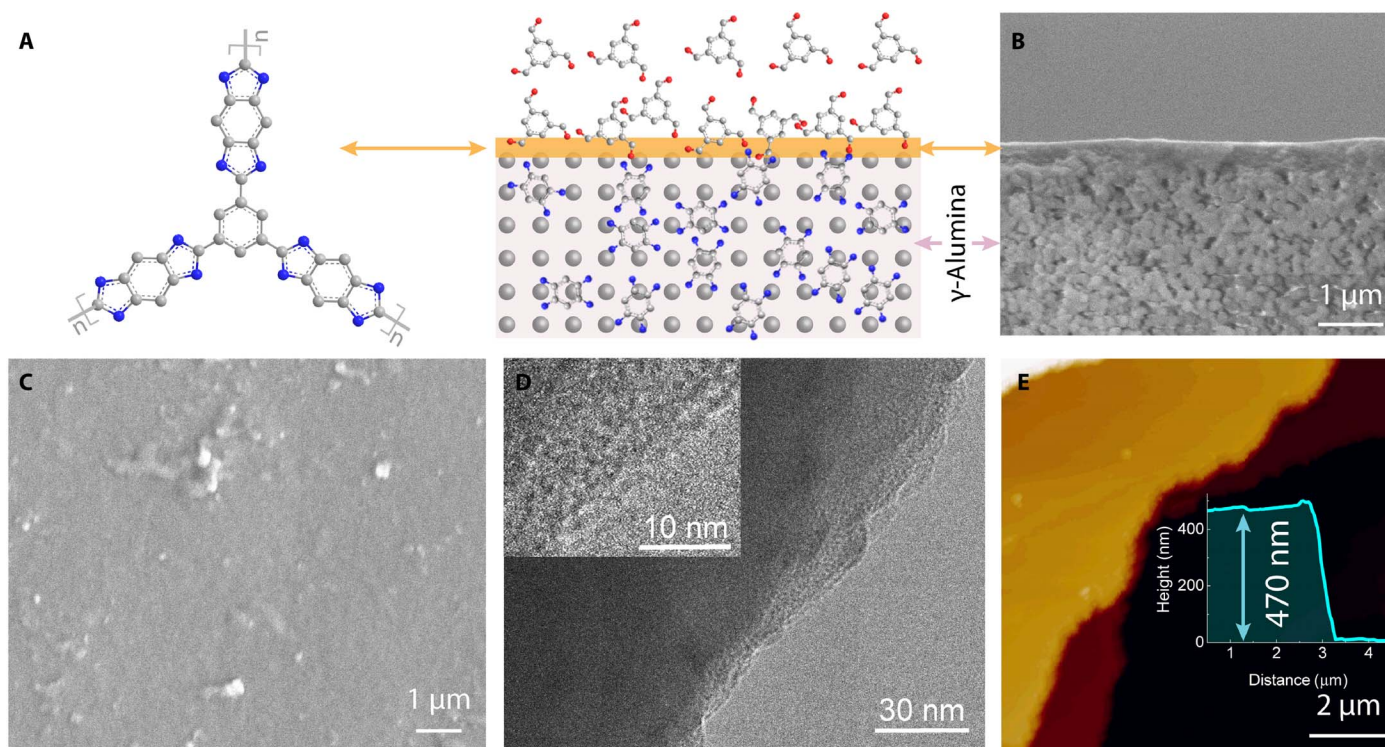 A
n
n
n
γ-Alumina
B
1 μm
C
1 μm
D
10 nm
30 nm
E
Height (nm)
400
200
0
470 nm
1 2 3 4
Distance (μm)
2 μm